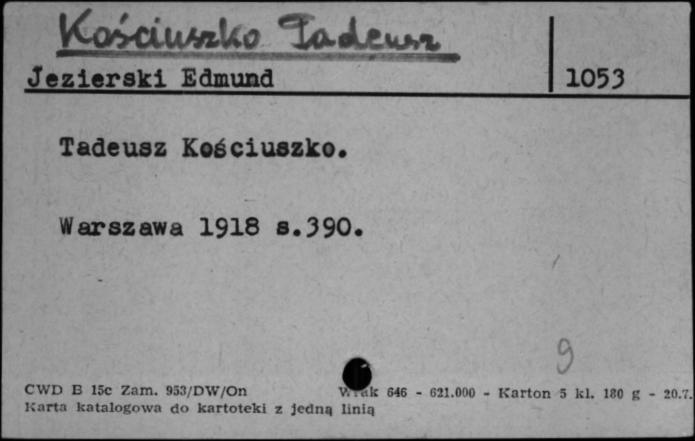 Kościuszko Tadeusz
Jezierski Edmund 1053
Tadeusz Kościuszko.
Warszawa 1918 s.390.
9
CWD B 15c Zam. 953/DW/On 646 - 621.000 - Karton 5 kl. 180 g - 20.7.
Karta katalogowa do kartoteki z jedną linią